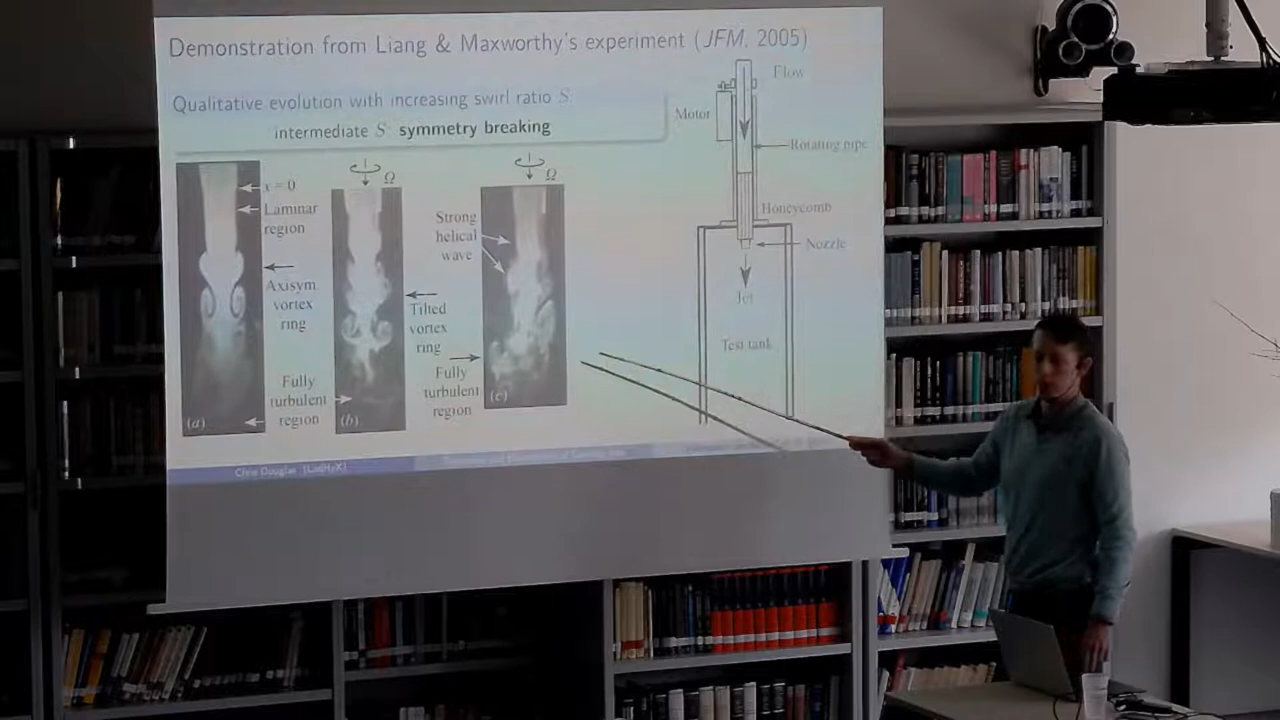 Demonstration from Liang & Maxworthy's experiment (JFM, 2005)
Qualitative evolution with increasing swirl ratio S
intermediate S: symmetry breaking
x = 0
Laminar
region
Axisym
vortex
ring
Fully
turbulent
region
(a)
Ω
Tilted
vortex
ring
(b)
Ω
Strong
helical
wave
Fully
turbulent
region
(c)
Flow
Motor
Rotating pipe
Honeycomb
Nozzle
Jet
Test tank
Chris Douglas (LadHyX)